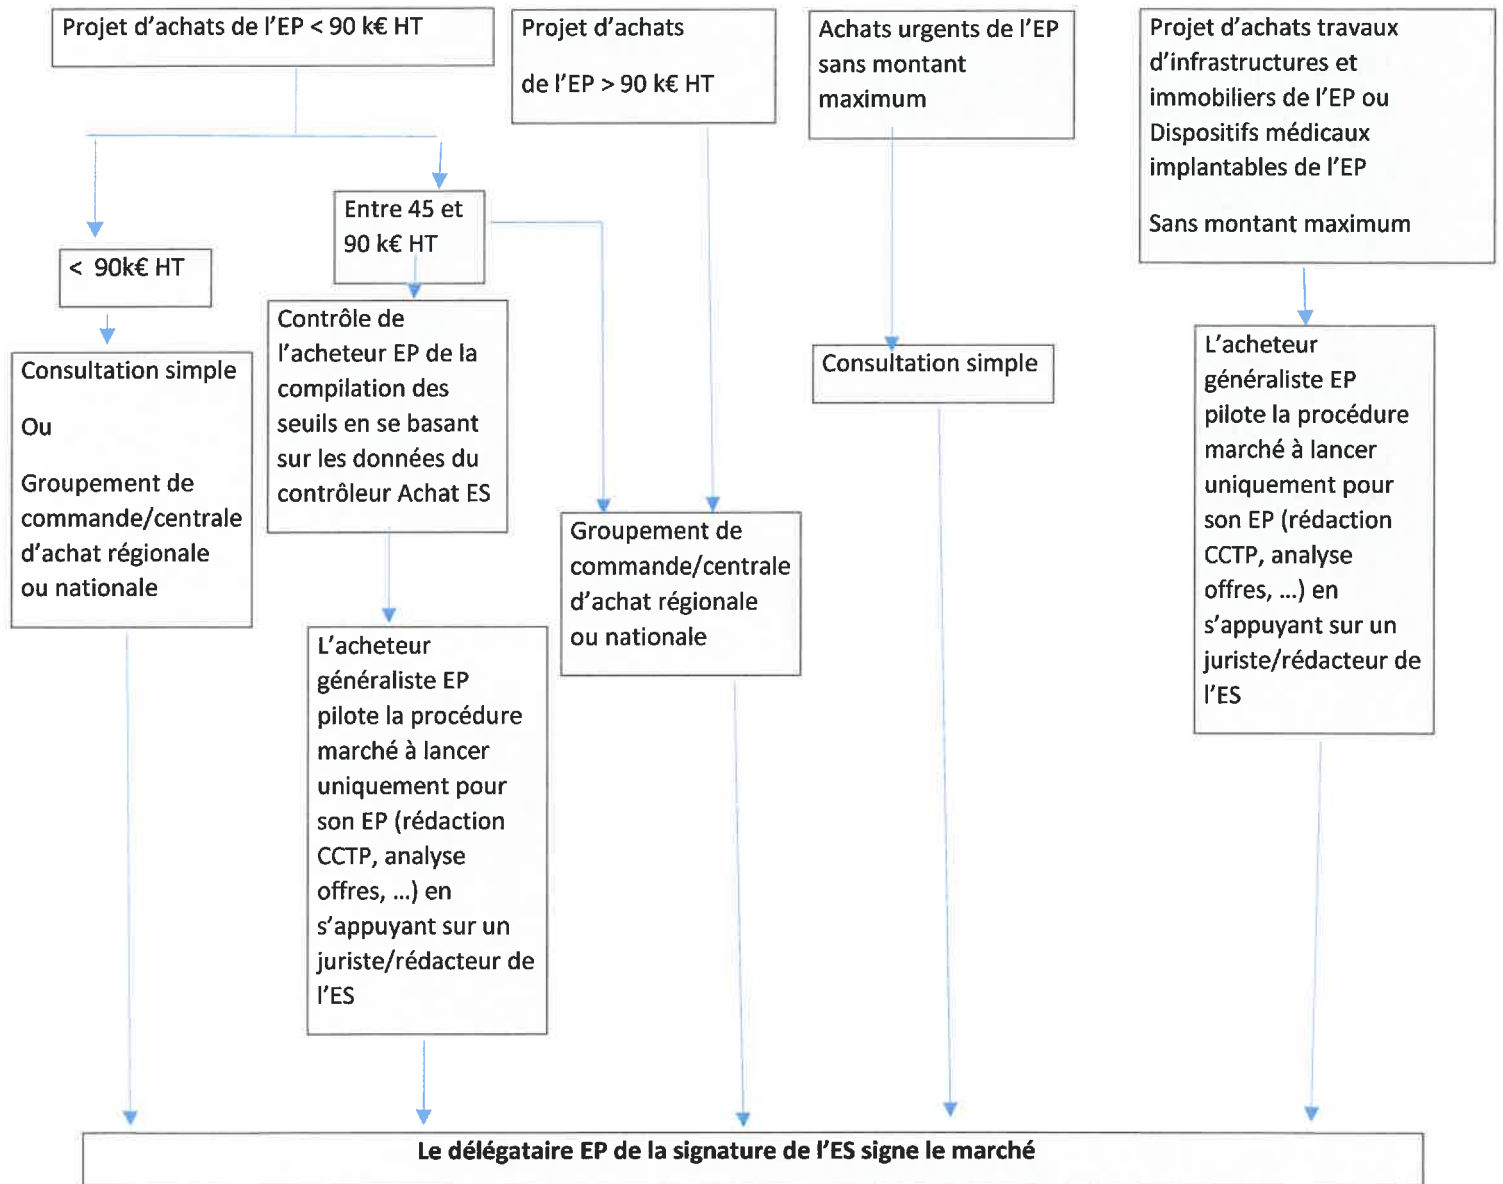 Projet d'achats de l'EP < 90 k€ HT
Projet d'achats
de l'EP > 90 k€ HT
Achats urgents de l'EP
sans montant
maximum
Projet d'achats travaux
d'infrastructures et
immobiliers de l'EP ou
Dispositifs médicaux
implantables de l'EP
Sans montant maximum
< 90k€ HT
Entre 45 et
90 k€ HT
Consultation simple
Ou
Groupement de
commande/centrale
d'achat régionale
ou nationale
Contrôle de
l'acheteur EP de la
compilation des
seuils en se basant
sur les données du
contrôleur Achat ES
L'acheteur
généraliste EP
pilote la procédure
marché à lancer
uniquement pour
son EP (rédaction
CCTP, analyse
offres, ...) en
s'appuyant sur un
juriste/rédacteur de
l'ES
Groupement de
commande/centrale
d'achat régionale
ou nationale
Consultation simple
L'acheteur
généraliste EP
pilote la procédure
marché à lancer
uniquement pour
son EP (rédaction
CCTP, analyse
offres, ...) en
s'appuyant sur un
juriste/rédacteur de
l'ES
Le délégataire EP de la signature de l'ES signe le marché